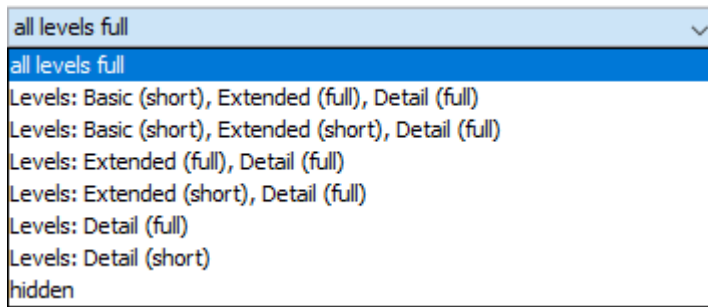 all levels full
all levels full
Levels: Basic (short), Extended (full), Detail (full)
Levels: Basic (short), Extended (short), Detail (full)
Levels: Extended (full), Detail (full)
Levels: Extended (short), Detail (full)
Levels: Detail (full)
Levels: Detail (short)
hidden